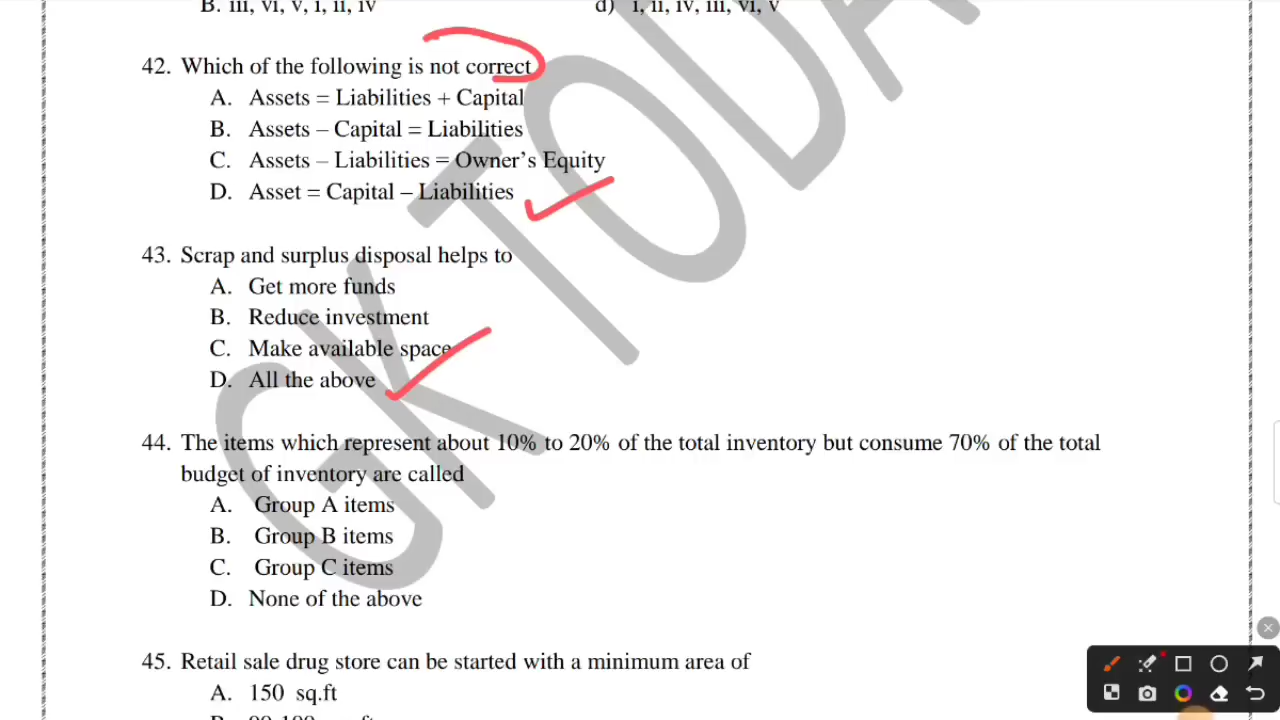 B. iii, vi, v, i, ii, iv d) i, ii, iv, iii, vi, v
42. Which of the following is not correct
A. Assets = Liabilities + Capital
B. Assets – Capital = Liabilities
C. Assets – Liabilities = Owner's Equity
D. Asset = Capital – Liabilities
43. Scrap and surplus disposal helps to
A. Get more funds
B. Reduce investment
C. Make available space
D. All the above
44. The items which represent about 10% to 20% of the total inventory but consume 70% of the total
budget of inventory are called
A. Group A items
B. Group B items
C. Group C items
D. None of the above
45. Retail sale drug store can be started with a minimum area of
A. 150 sq.ft
GK TODA